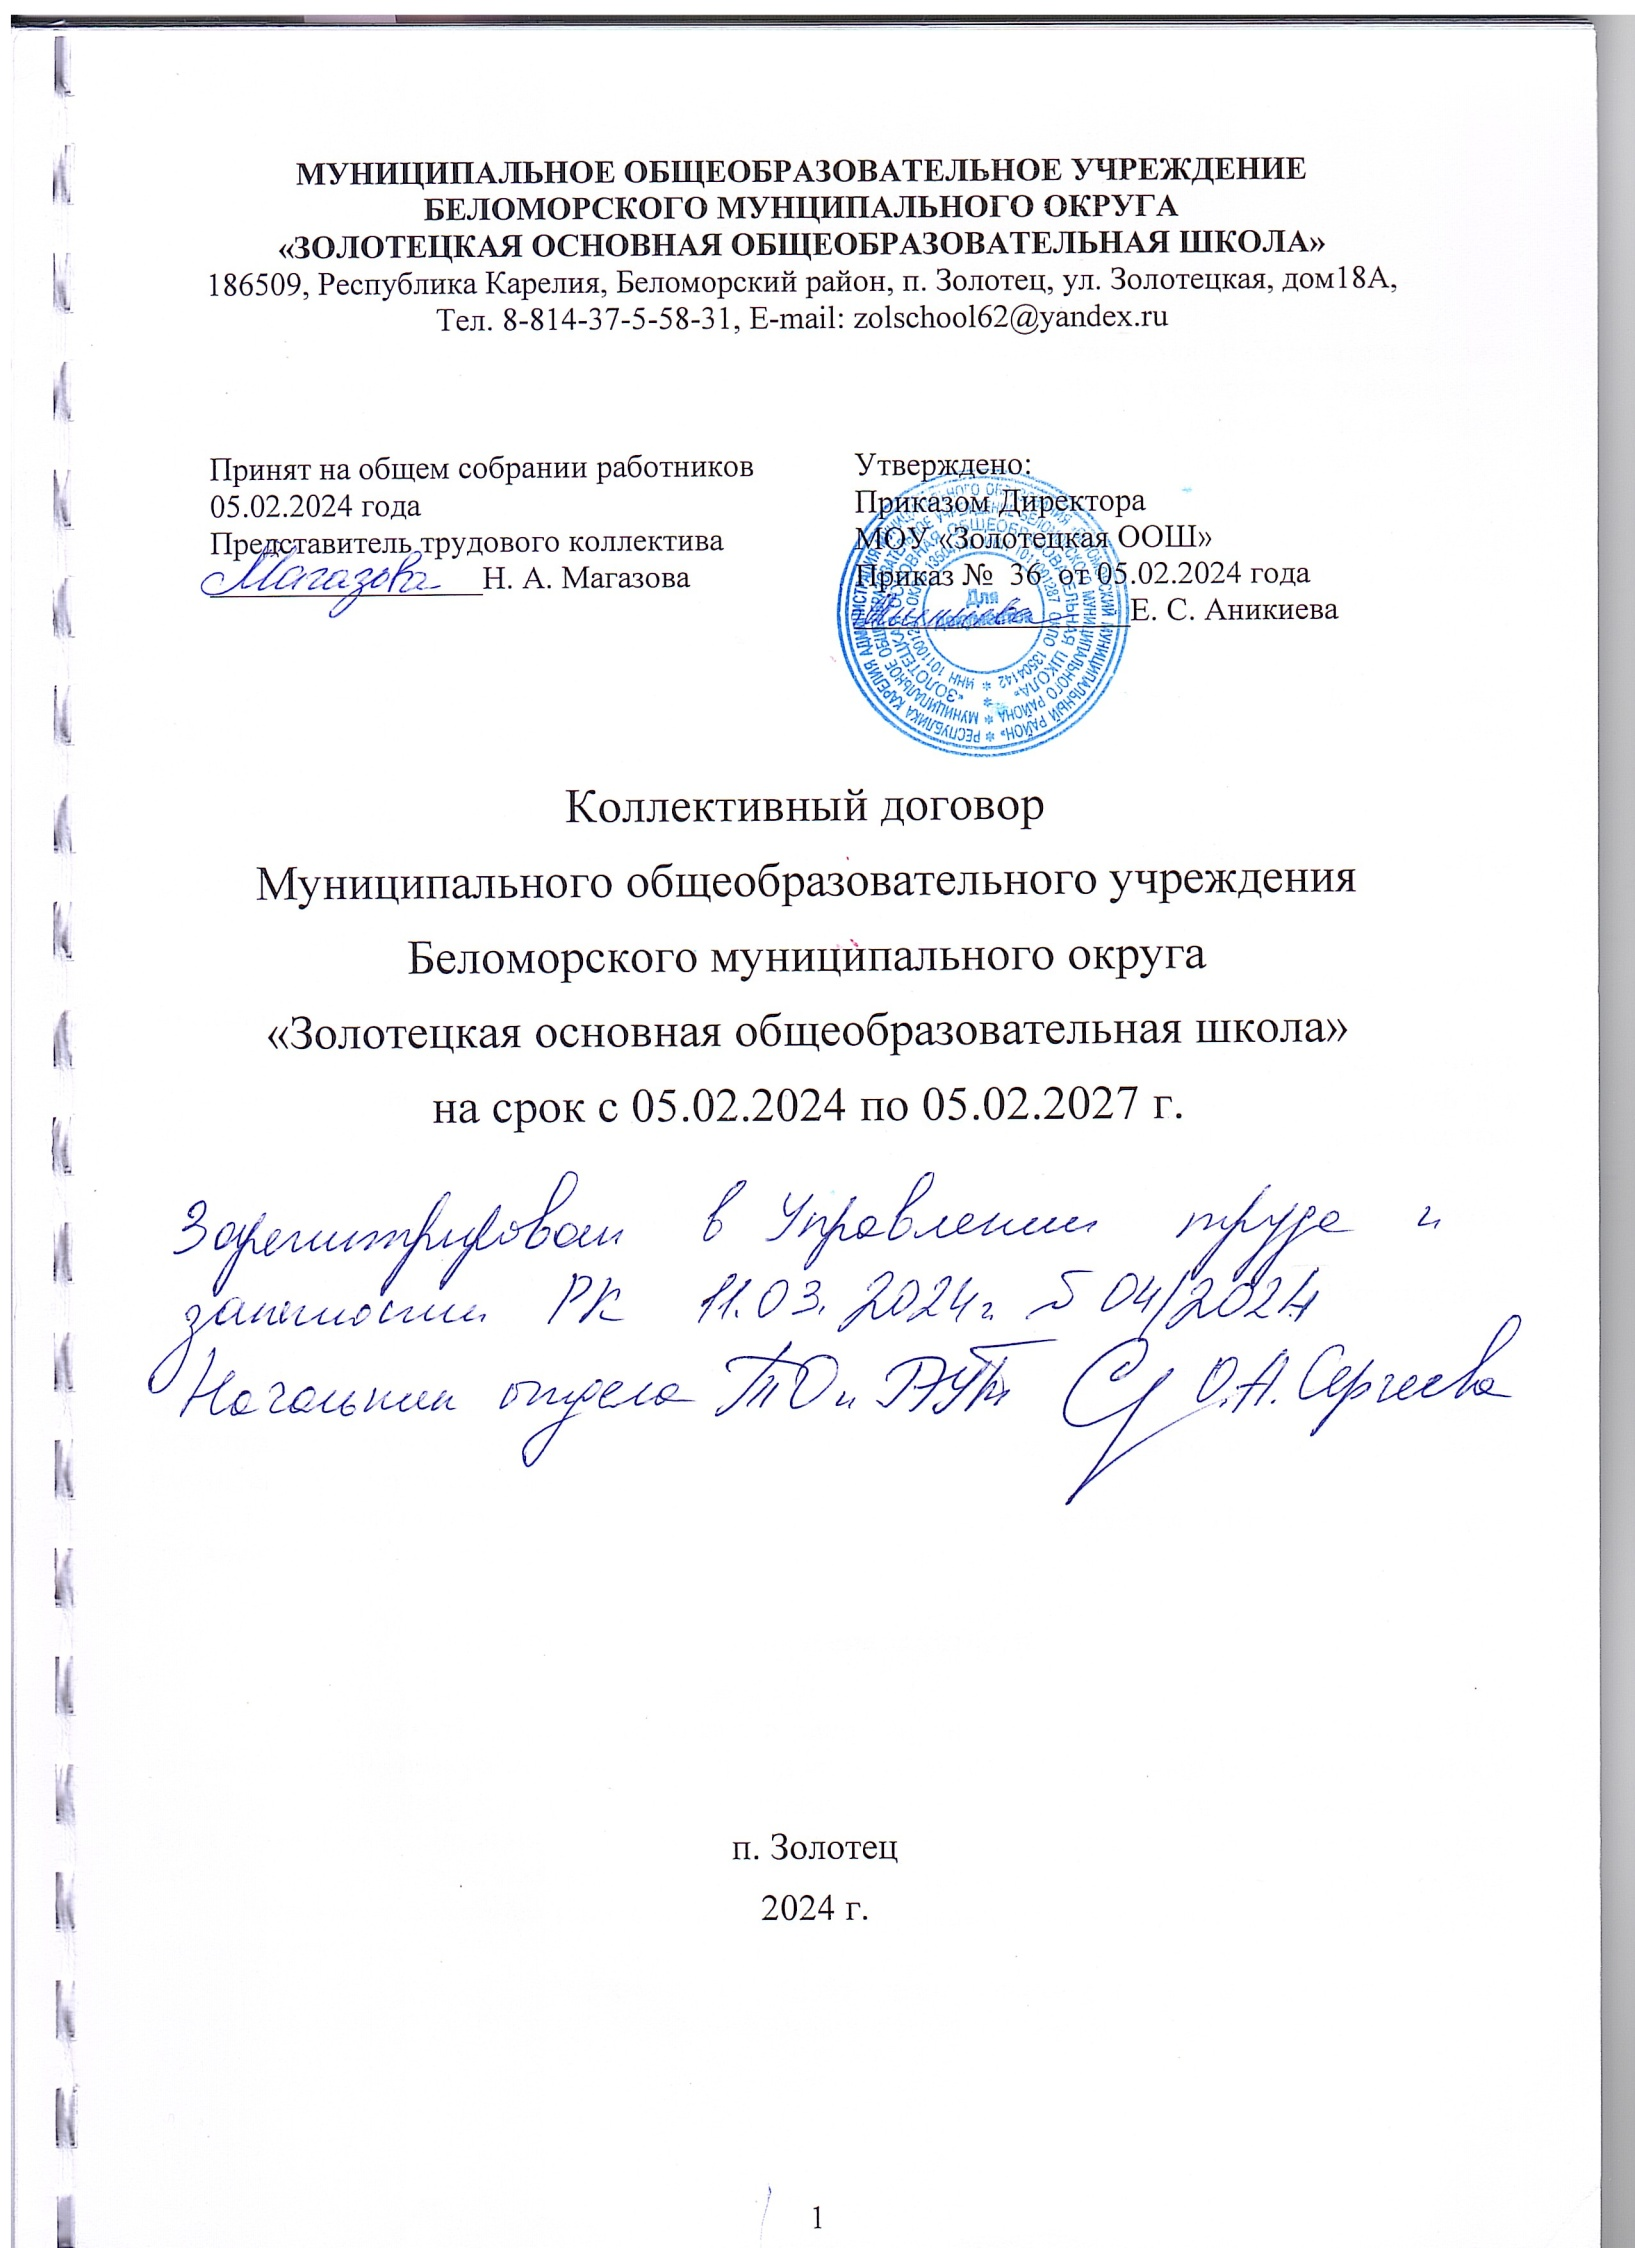 МУНИЦИПАЛЬНОЕ ОБЩЕОБРАЗОВАТЕЛЬНОЕ УЧРЕЖДЕНИЕ
БЕЛОМОРСКОГО МУНЦИПАЛЬНОГО ОКРУГА
«ЗОЛОТЕЦКАЯ ОСНОВНАЯ ОБЩЕОБРАЗОВАТЕЛЬНАЯ ШКОЛА»
186509, Республика Карелия, Беломорский район, п. Золотец, ул. Золотецкая, дом18А,
Тел. 8-814-37-5-58-31, E-mail: zolschool62@yandex.ru
Принят на общем собрании работников
05.02.2024 года
Представитель трудового коллектива
Магазова Н. А. Магазова
Утверждено:
Приказом Директора
МОУ «Золотецкая ООШ»
Приказ № 36 от 05.02.2024 года
Е. С. Аникиева
Для
документов
Коллективный договор
Муниципального общеобразовательного учреждения
Беломорского муниципального округа
«Золотецкая основная общеобразовательная школа»
на срок с 05.02.2024 по 05.02.2027 г.
Зарегистрирован в Управлении труда и
занятости РК 11.03.2024г. 04/2024
Начальник отдела ТО и О.А. Сергеева
п. Золотец
2024 г.
1